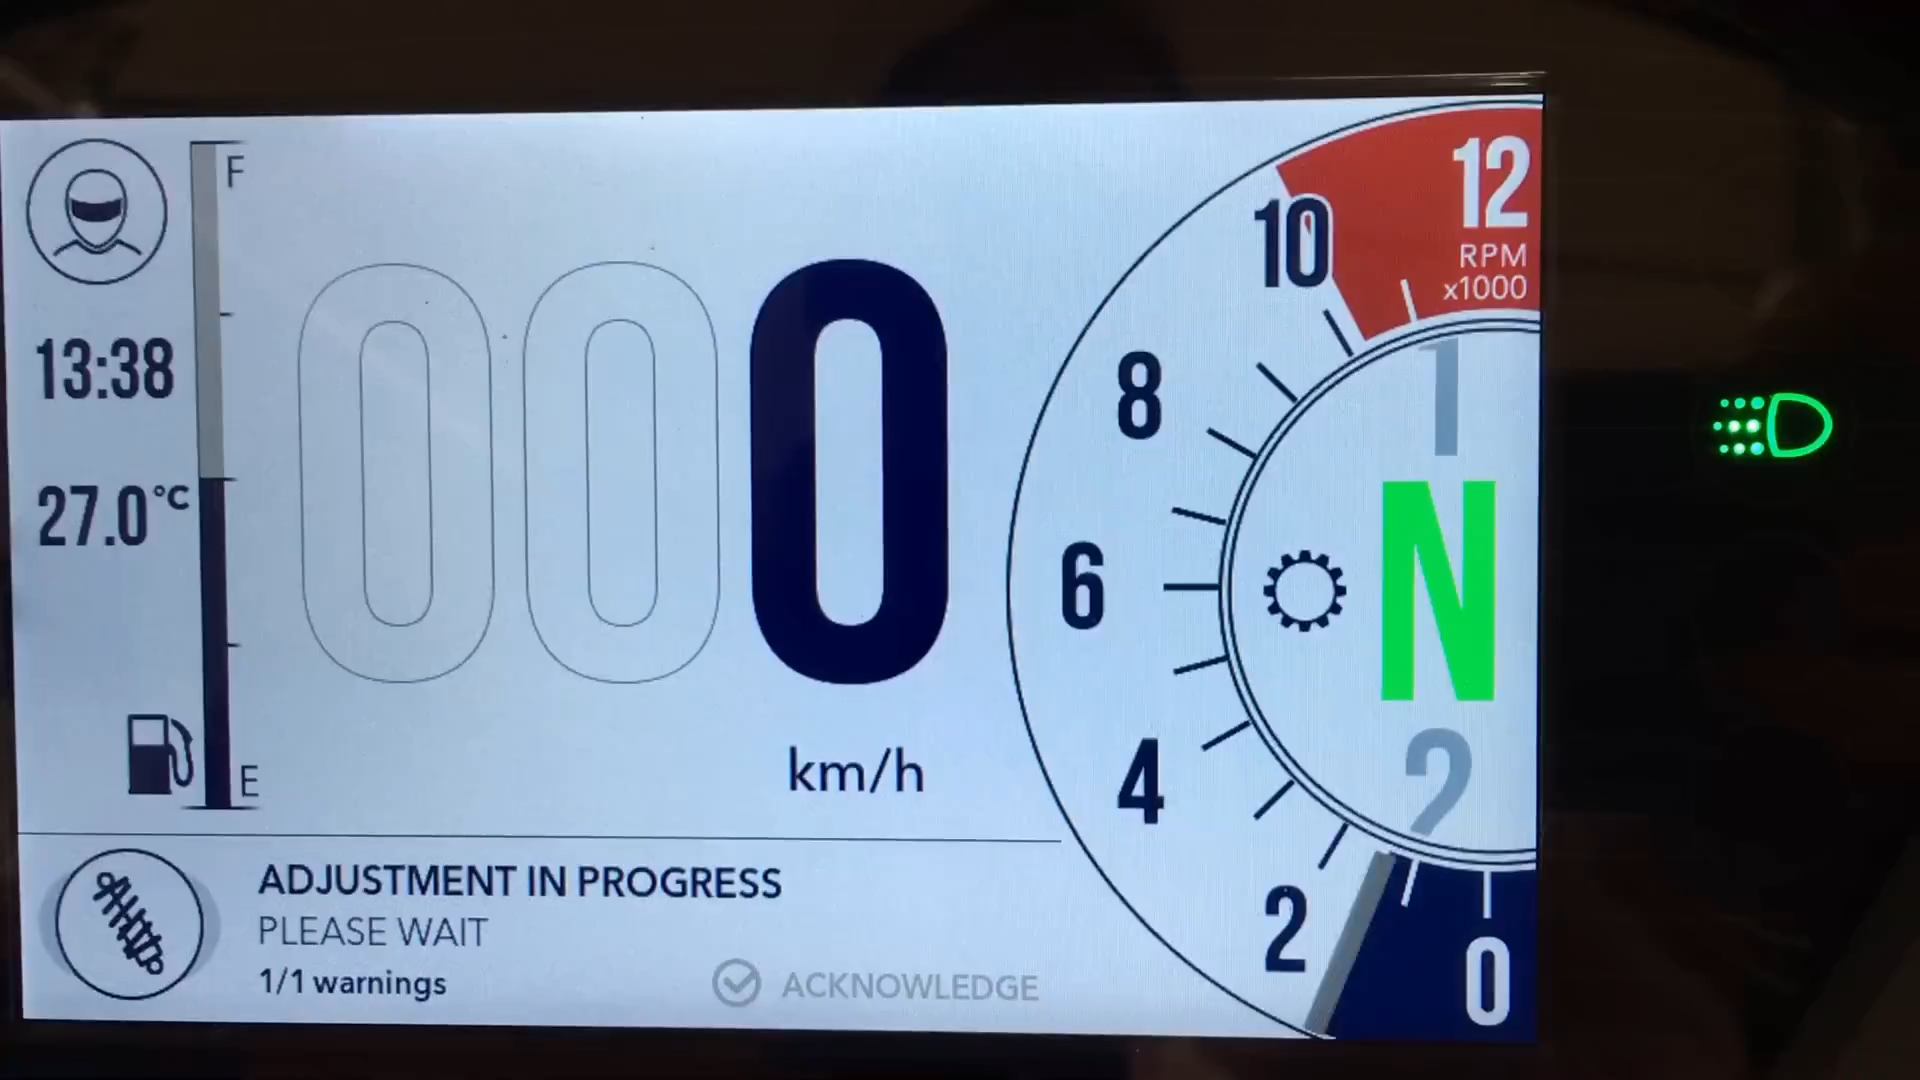 F
13:38
27.0°C
E
000
km/h
12
RPM
x1000
10
8
6
4
2
0
1
N
2
ADJUSTMENT IN PROGRESS
PLEASE WAIT
1/1 warnings
ACKNOWLEDGE